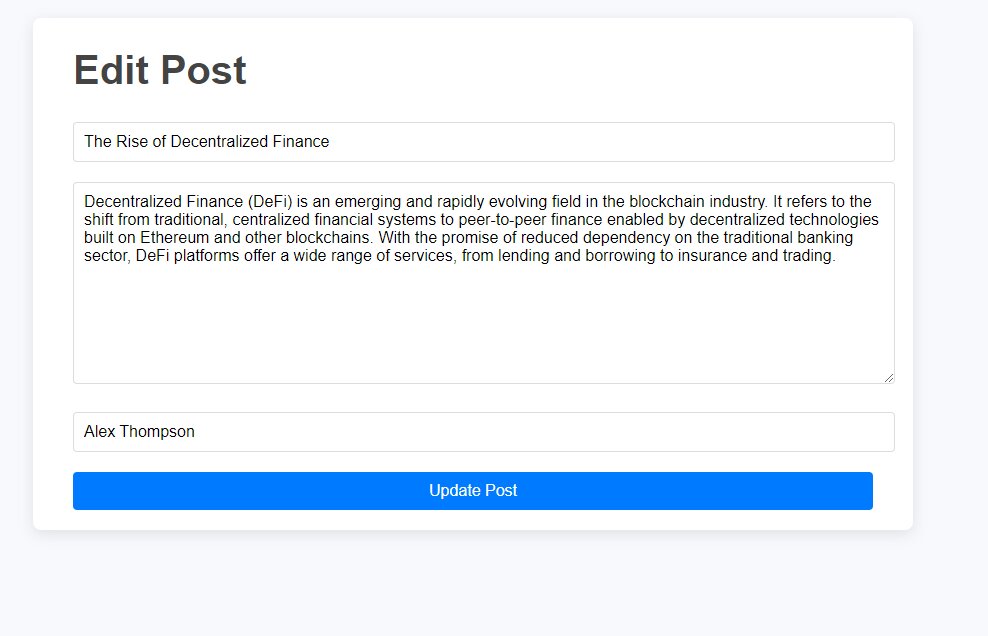 Edit Post
The Rise of Decentralized Finance
Decentralized Finance (DeFi) is an emerging and rapidly evolving field in the blockchain industry. It refers to the
shift from traditional, centralized financial systems to peer-to-peer finance enabled by decentralized technologies
built on Ethereum and other blockchains. With the promise of reduced dependency on the traditional banking
sector, DeFi platforms offer a wide range of services, from lending and borrowing to insurance and trading.
Alex Thompson
Update Post